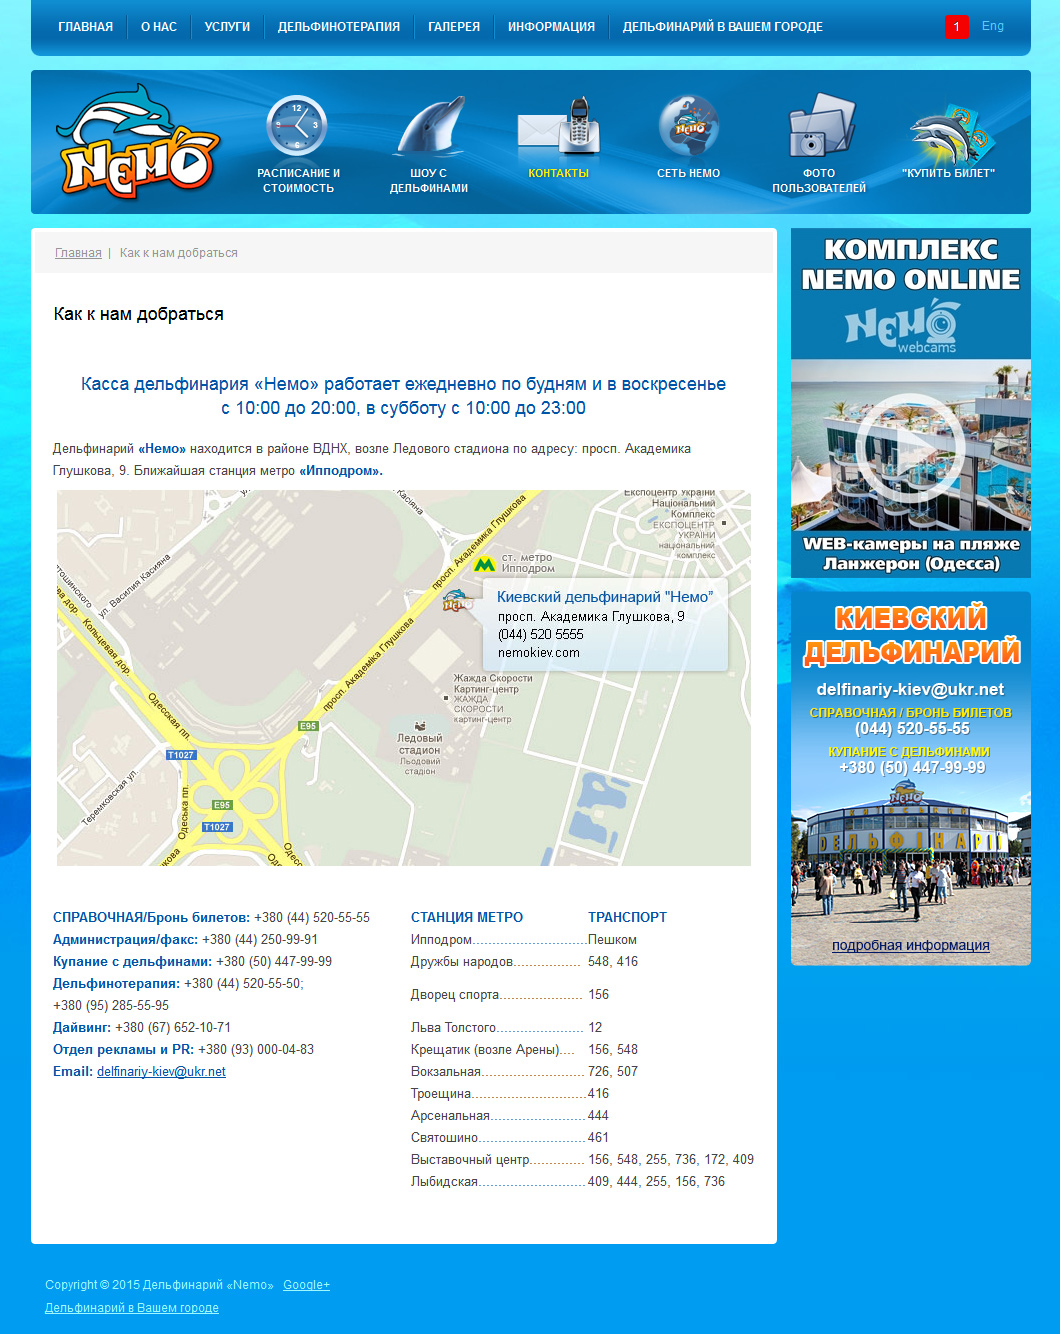 ГЛАВНАЯ О НАС УСЛУГИ ДЕЛЬФИНОТЕРАПИЯ ГАЛЕРЕЯ ИНФОРМАЦИЯ ДЕЛЬФИНАРИЙ В ВАШЕМ ГОРОДЕ 1 Eng
НЕМО
12
9 3
6
РАСПИСАНИЕ И
СТОИМОСТЬ
ШОУ С
ДЕЛЬФИНАМИ
КОНТАКТЫ
СЕТЬ НЕМО
ФОТО
ПОЛЬЗОВАТЕЛЕЙ
"КУПИТЬ БИЛЕТ"
Главная | Как к нам добраться
Как к нам добраться
Касса дельфинария «Немо» работает ежедневно по будням и в воскресенье
с 10:00 до 20:00, в субботу с 10:00 до 23:00
Дельфинарий «Немо» находится в районе ВДНХ, возле Ледового стадиона по адресу: просп. Академика
Глушкова, 9. Ближайшая станция метро «Ипподром».
Касіяна
ул. Василия Касияна
просп. Академика Глушкова
Експоцентр України
Національний
Комплекс
ЕКСПОЦЕНТР
УКРАЇНИ
національний
комплекс
ст. метро
Ипподром
Киевский дельфинарий "Немо"
просп. Академика Глушкова, 9
(044) 520 5555
nemokiev.com
Кольцевая дор.
просп. Академіка Глушкова
Жажда Скорости
Картинг-центр
ЖАЖДА
СКОРОСТИ
картинг-центр
Одесская пл.
E95
Ледовый
стадион
Льодовий
стадіон
T1027
Теремковская ул.
E95
T1027
Одеська пл.
СПРАВОЧНАЯ/Бронь билетов: +380 (44) 520-55-55
Администрация/факс: +380 (44) 250-99-91
Купание с дельфинами: +380 (50) 447-99-99
Дельфинотерапия: +380 (44) 520-55-50;
+380 (95) 285-55-95
Дайвинг: +380 (67) 652-10-71
Отдел рекламы и PR: +380 (93) 000-04-83
Email: delfinariy-kiev@ukr.net
СТАНЦИЯ МЕТРО ТРАНСПОРТ
Ипподром............................Пешком
Дружбы народов................. 548, 416
Дворец спорта..................... 156
Льва Толстого...................... 12
Крещатик (возле Арены).... 156, 548
Вокзальная.......................... 726, 507
Троещина.............................416
Арсенальная........................ 444
Святошино........................... 461
Выставочный центр.............. 156, 548, 255, 736, 172, 409
Лыбидская........................... 409, 444, 255, 156, 736
КОМПЛЕКС
NEMO ONLINE
НЕМО
webcams
WEB-камеры на пляже
Ланжерон (Одесса)
КИЕВСКИЙ
ДЕЛЬФИНАРИЙ
delfinariy-kiev@ukr.net
СПРАВОЧНАЯ / БРОНЬ БИЛЕТОВ
(044) 520-55-55
КУПАНИЕ С ДЕЛЬФИНАМИ
+380 (50) 447-99-99
НЕМО
ДЕЛЬФІНАРІЙ
подробная информация
Copyright © 2015 Дельфинарий «Nemo» Google+
Дельфинарий в Вашем городе